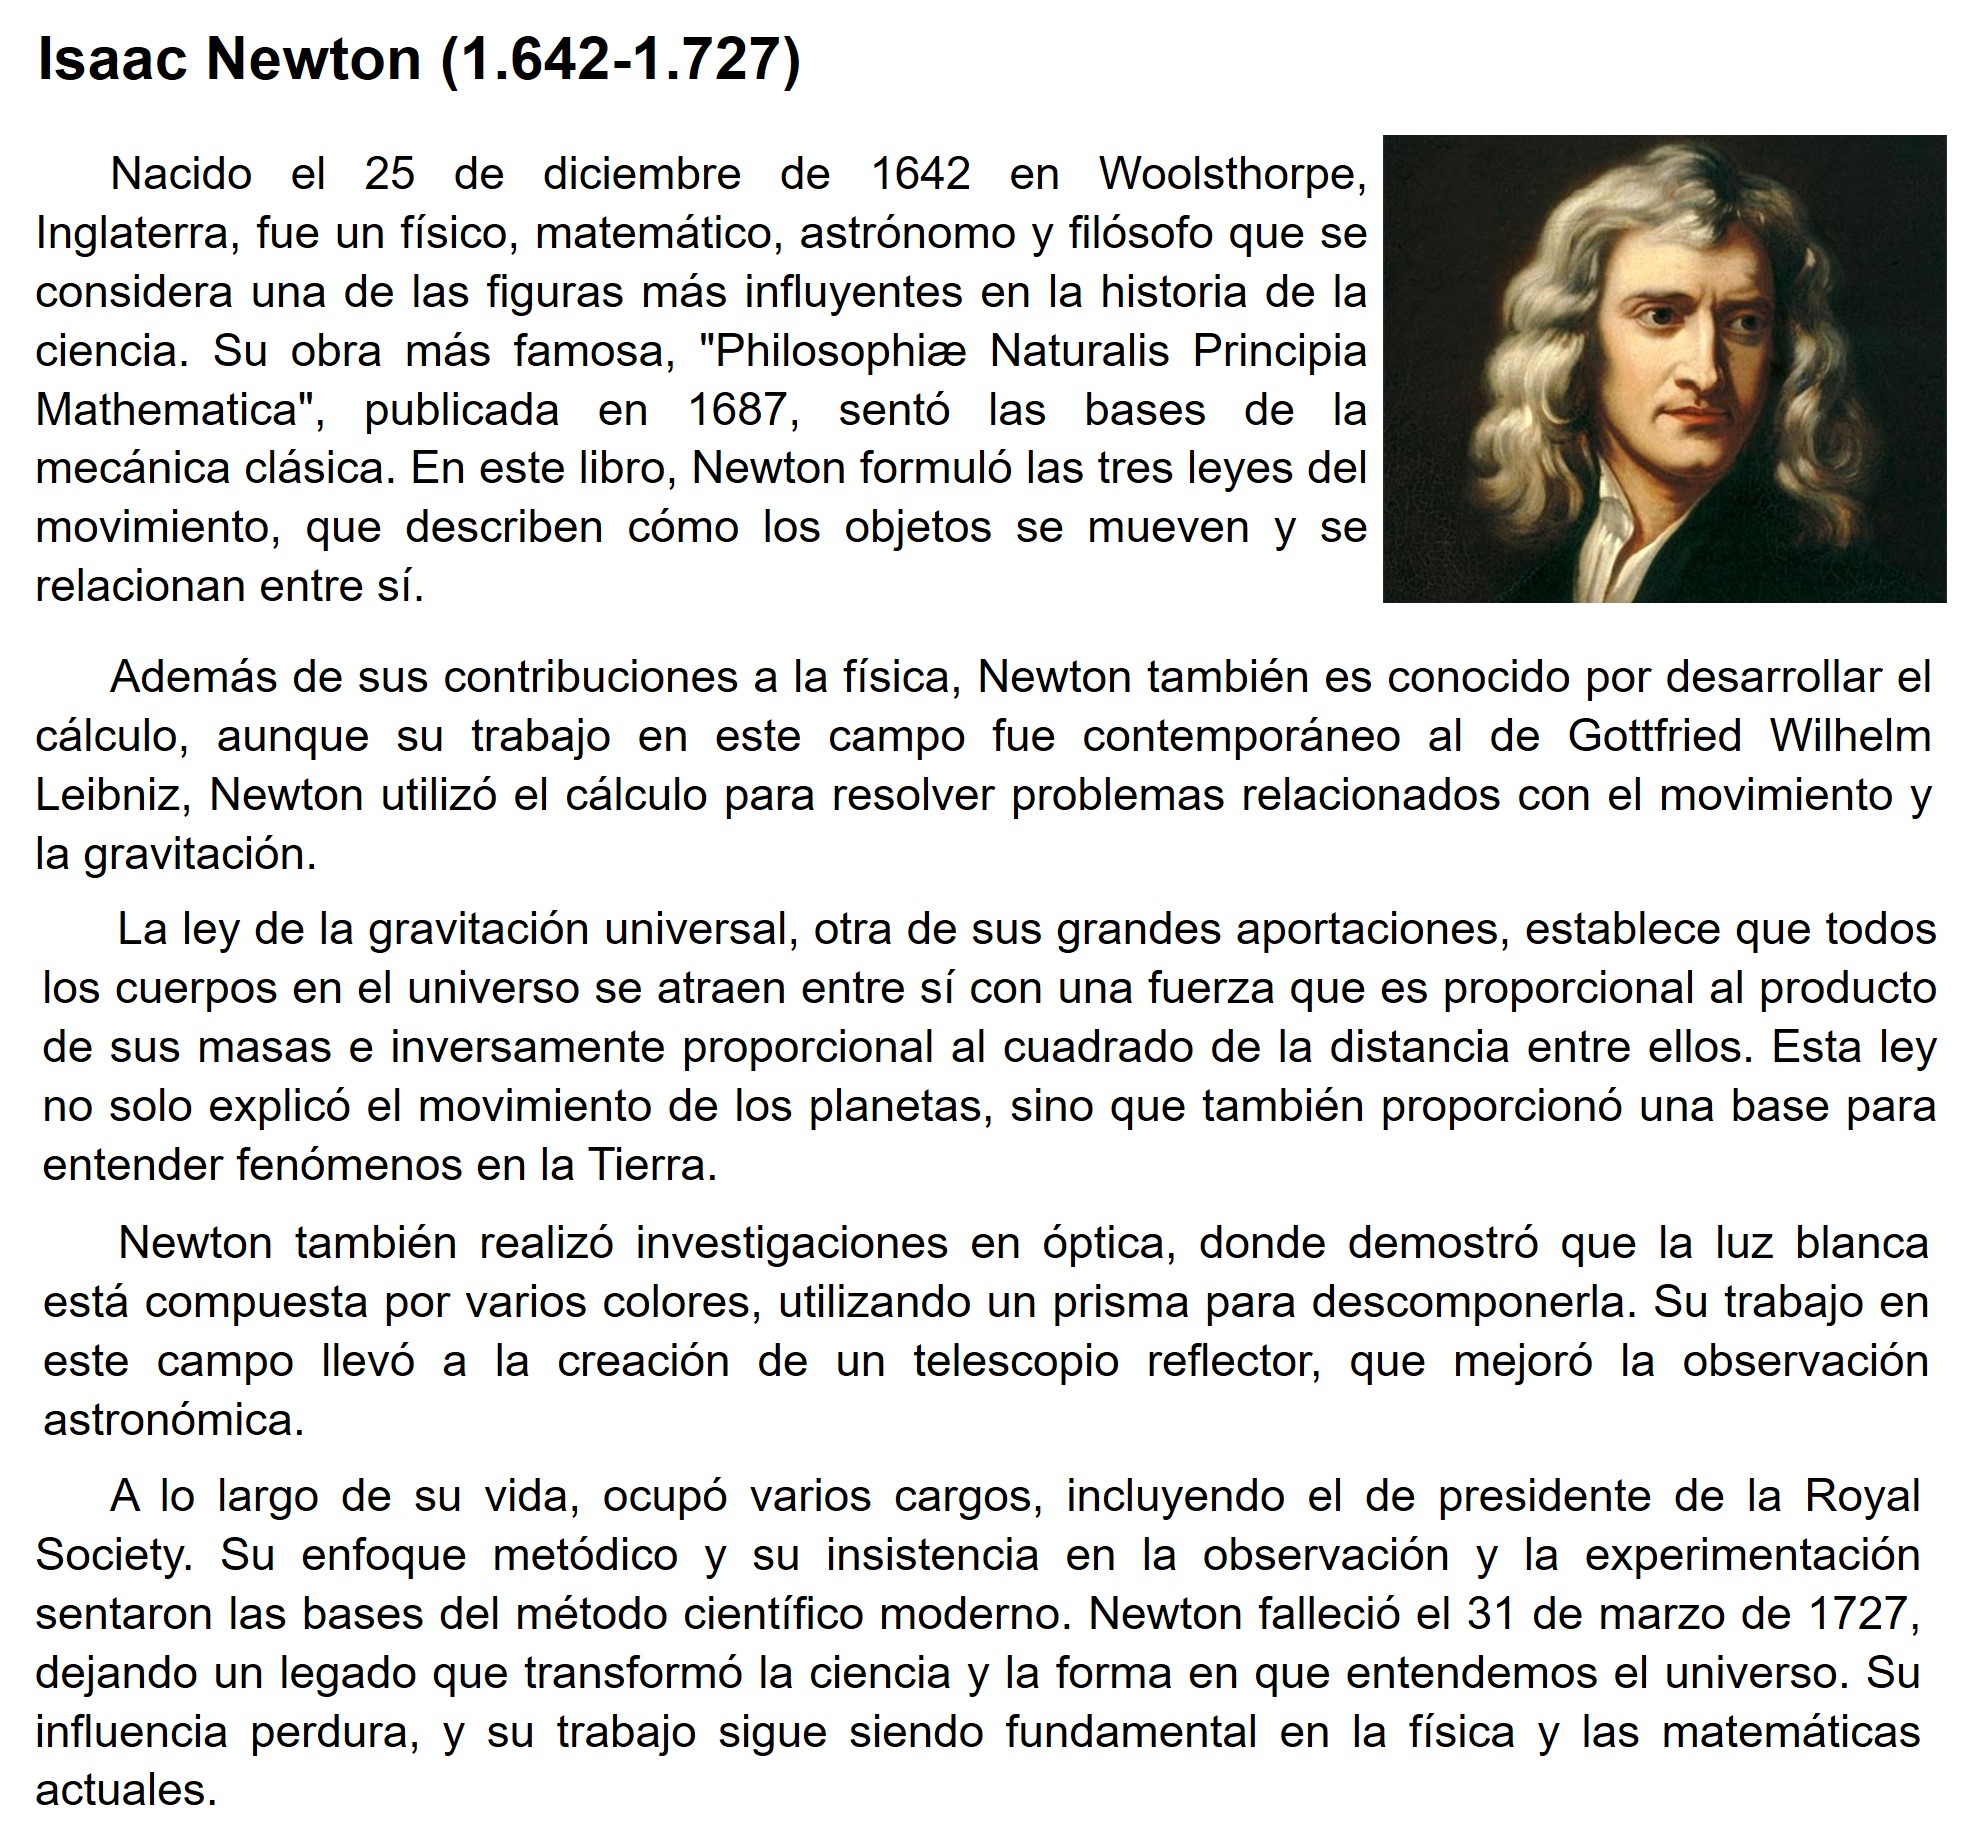 Isaac Newton (1.642-1.727)
Nacido el 25 de diciembre de 1642 en Woolsthorpe,
Inglaterra, fue un físico, matemático, astrónomo y filósofo que se
considera una de las figuras más influyentes en la historia de la
ciencia. Su obra más famosa, "Philosophiæ Naturalis Principia
Mathematica", publicada en 1687, sentó las bases de la
mecánica clásica. En este libro, Newton formuló las tres leyes del
movimiento, que describen cómo los objetos se mueven y se
relacionan entre sí.
Además de sus contribuciones a la física, Newton también es conocido por desarrollar el
cálculo, aunque su trabajo en este campo fue contemporáneo al de Gottfried Wilhelm
Leibniz, Newton utilizó el cálculo para resolver problemas relacionados con el movimiento y
la gravitación.
La ley de la gravitación universal, otra de sus grandes aportaciones, establece que todos
los cuerpos en el universo se atraen entre sí con una fuerza que es proporcional al producto
de sus masas e inversamente proporcional al cuadrado de la distancia entre ellos. Esta ley
no solo explicó el movimiento de los planetas, sino que también proporcionó una base para
entender fenómenos en la Tierra.
Newton también realizó investigaciones en óptica, donde demostró que la luz blanca
está compuesta por varios colores, utilizando un prisma para descomponerla. Su trabajo en
este campo llevó a la creación de un telescopio reflector, que mejoró la observación
astronómica.
A lo largo de su vida, ocupó varios cargos, incluyendo el de presidente de la Royal
Society. Su enfoque metódico y su insistencia en la observación y la experimentación
sentaron las bases del método científico moderno. Newton falleció el 31 de marzo de 1727,
dejando un legado que transformó la ciencia y la forma en que entendemos el universo. Su
influencia perdura, y su trabajo sigue siendo fundamental en la física y las matemáticas
actuales.